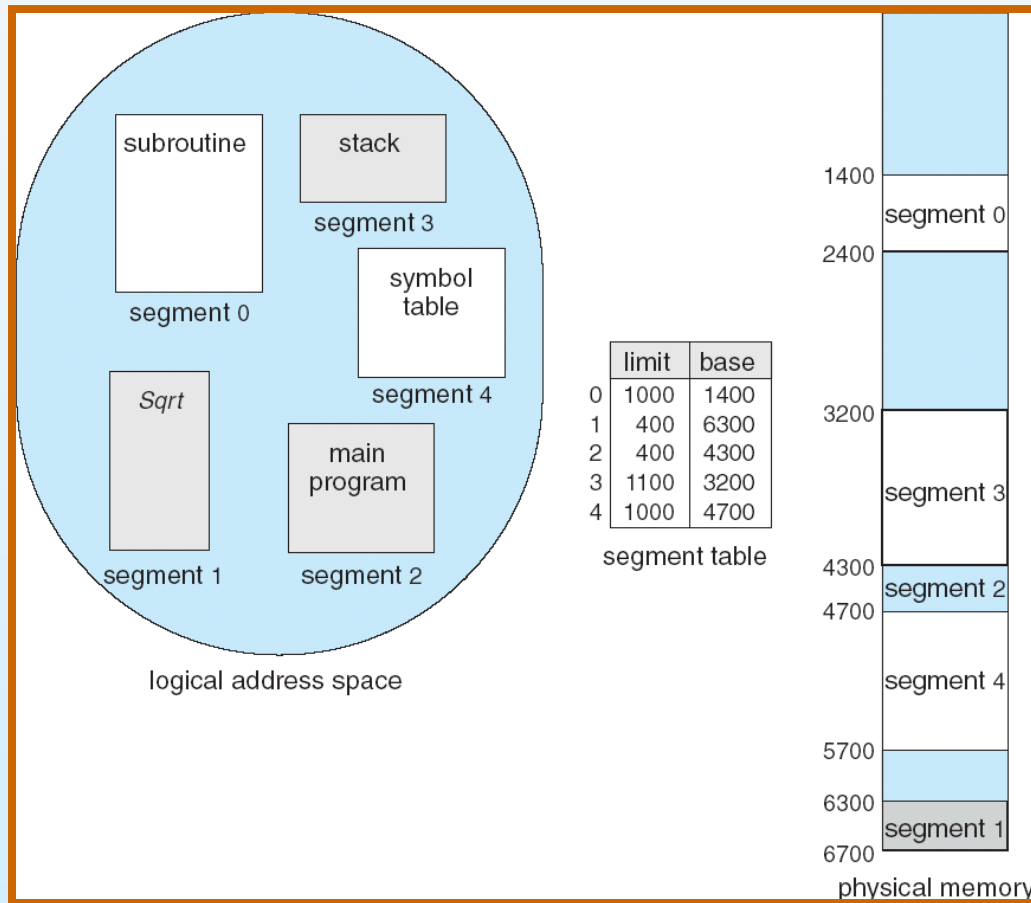 subroutine
segment 0
stack
segment 3
symbol
table
segment 4
Sqrt
segment 1
main
program
segment 2
logical address space
limit base
0 1000 1400
1 400 6300
2 400 4300
3 1100 3200
4 1000 4700
segment table
1400
segment 0
2400
3200
segment 3
4300
segment 2
4700
segment 4
5700
6300
segment 1
6700
physical memory